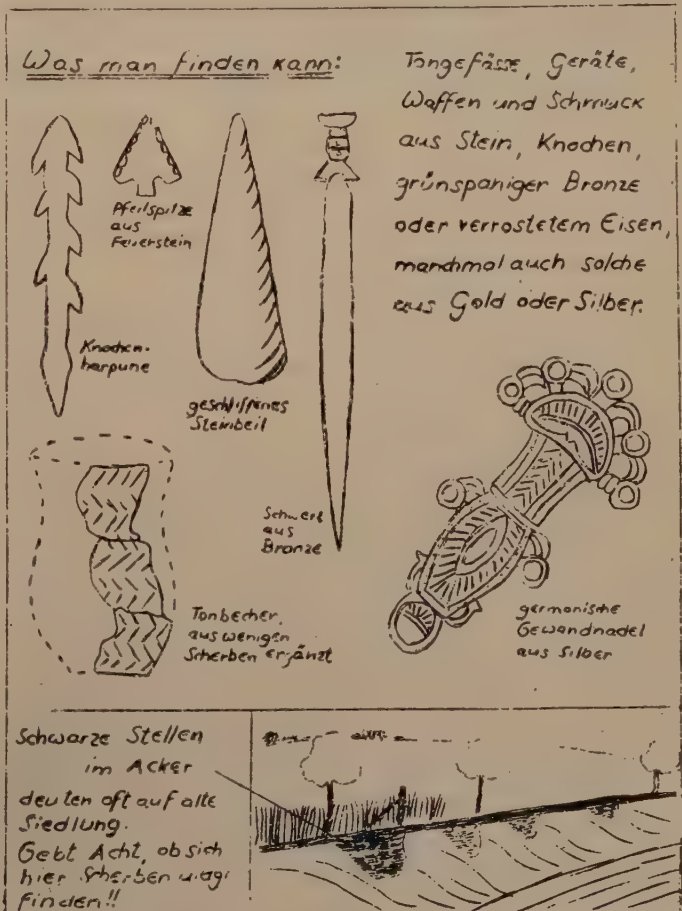 Was man finden kann:
Tongefässe, Geräte,
Waffen und Schmuck
aus Stein, Knochen,
grünspaniger Bronze
oder verrostetem Eisen,
manchmal auch solche
aus Gold oder Silber.
Pfeilspitze
aus
Feuerstein
Knochen-
harpune
geschliffenes
Steinbeil
Schwert
aus
Bronze
Tonbecher,
aus wenigen
Scherben ergänzt
germanische
Gewandnadel
aus Silber
Schwarze Stellen
im Acker
deuten oft auf alte
Siedlung.
Gebt Acht, ob sich
hier Scherben u.
finden!!